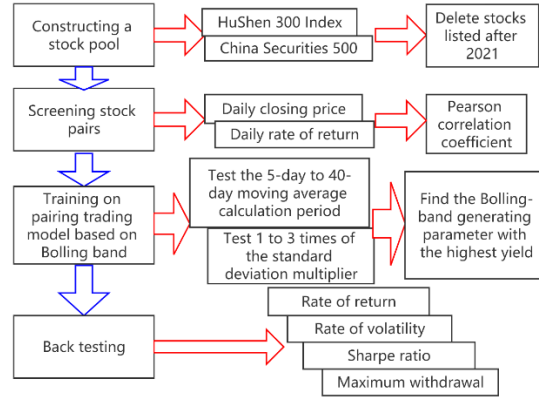 Constructing a
stock pool
HuShen 300 Index
China Securities 500
Delete stocks
listed after
2021
Screening stock
pairs
Daily closing price
Daily rate of return
Pearson
correlation
coefficient
Training on
pairing trading
model based on
Bolling band
Test the 5-day to 40-
day moving average
calculation period
Test 1 to 3 times of
the standard
deviation multiplier
Find the Bolling-
band generating
parameter with
the highest yield
Back testing
Rate of return
Rate of volatility
Sharpe ratio
Maximum withdrawal